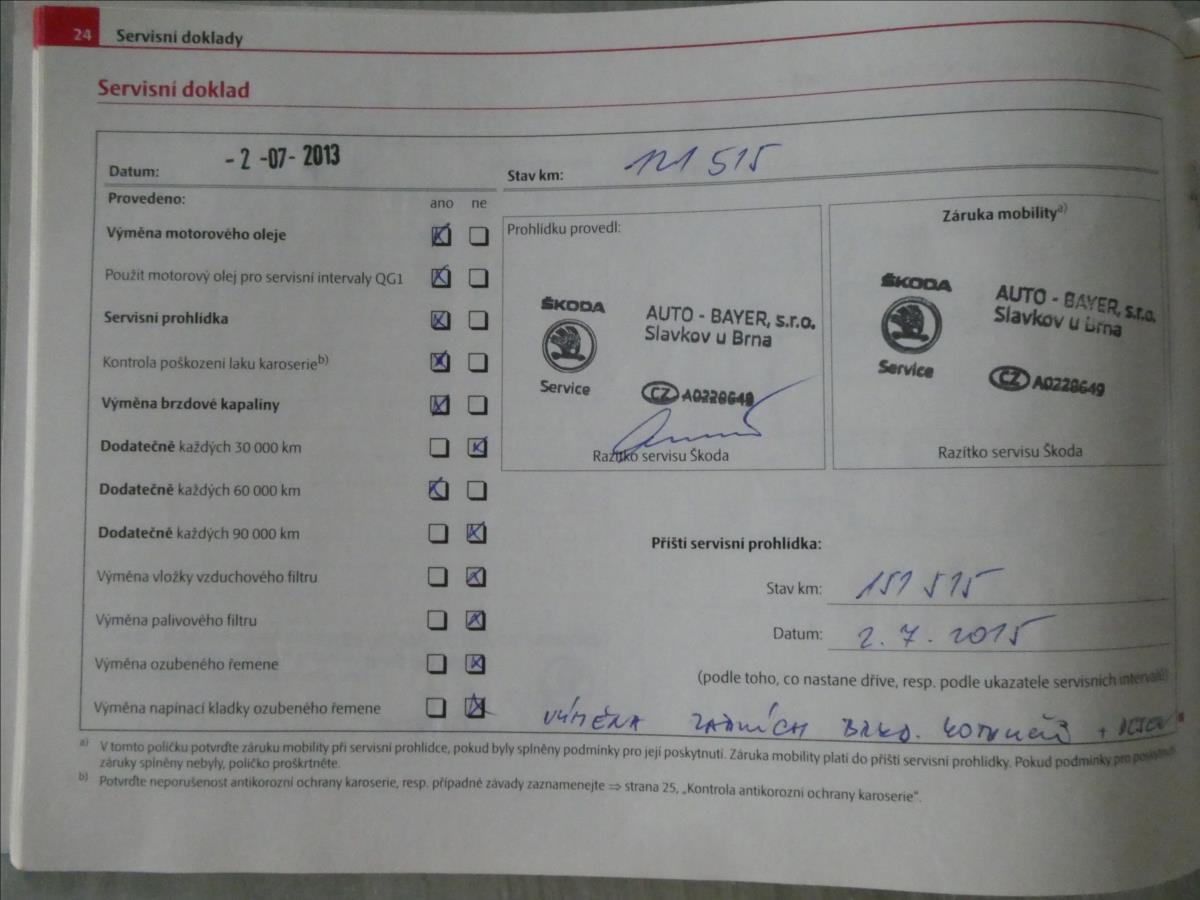 24 Servisní doklady
Servisní doklad
Datum: - 2 -07- 2013
Stav km: 121 515
Provedeno: ano ne
Výměna motorového oleje
Použit motorový olej pro servisní intervaly QG1
Servisní prohlídka
Kontrola poškození laku karoserie b)
Výměna brzdové kapaliny
Dodatečně každých 30 000 km
Dodatečně každých 60 000 km
Dodatečně každých 90 000 km
Výměna vložky vzduchového filtru
Výměna palivového filtru
Výměna ozubeného řemene
Výměna napínací kladky ozubeného řemene
Prohlídku provedl:
ŠKODA
Service
AUTO - BAYER, s.r.o.
Slavkov u Brna
CZ A0220649
Razítko servisu Škoda
Záruka mobility a)
ŠKODA
Service
AUTO - BAYER, s.r.o.
Slavkov u Brna
CZ A0220649
Razítko servisu Škoda
Příští servisní prohlídka:
Stav km: 151 515
Datum: 2. 7. 2015
(podle toho, co nastane dříve, resp. podle ukazatele servisních intervalů)
VÝMĚNA ZADNÍCH BRZD. KOTOUČŮ +
a) V tomto políčku potvrďte záruku mobility při servisní prohlídce, pokud byly splněny podmínky pro její poskytnutí. Záruka mobility platí do příští servisní prohlídky. Pokud podmínky pro poskytnutí
záruky splněny nebyly, políčko proškrtněte.
b) Potvrďte neporušenost antikorozní ochrany karoserie, resp. případné závady zaznamenejte ⇒ strana 25, „Kontrola antikorozní ochrany karoserie“.